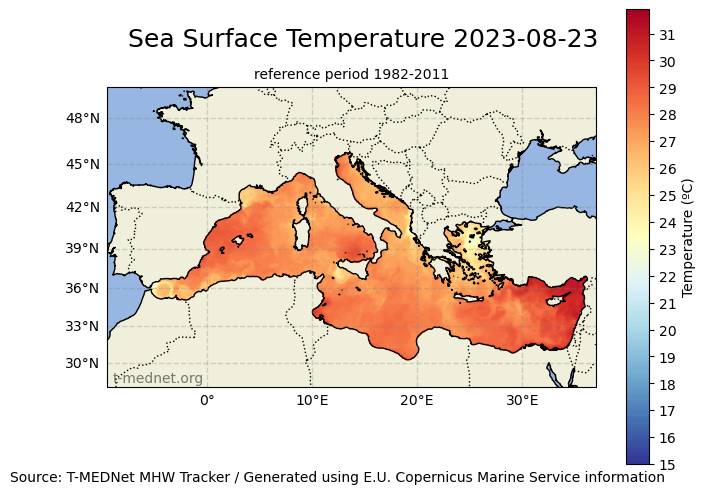 Sea Surface Temperature 2023-08-23
reference period 1982-2011
48°N
45°N
42°N
39°N
36°N
33°N
30°N
0°
10°E
20°E
30°E
t-mednet.org
31
30
29
28
27
26
25
24
23
22
21
20
19
18
17
16
15
Temperature (ºC)
Source: T-MEDNet MHW Tracker / Generated using E.U. Copernicus Marine Service information